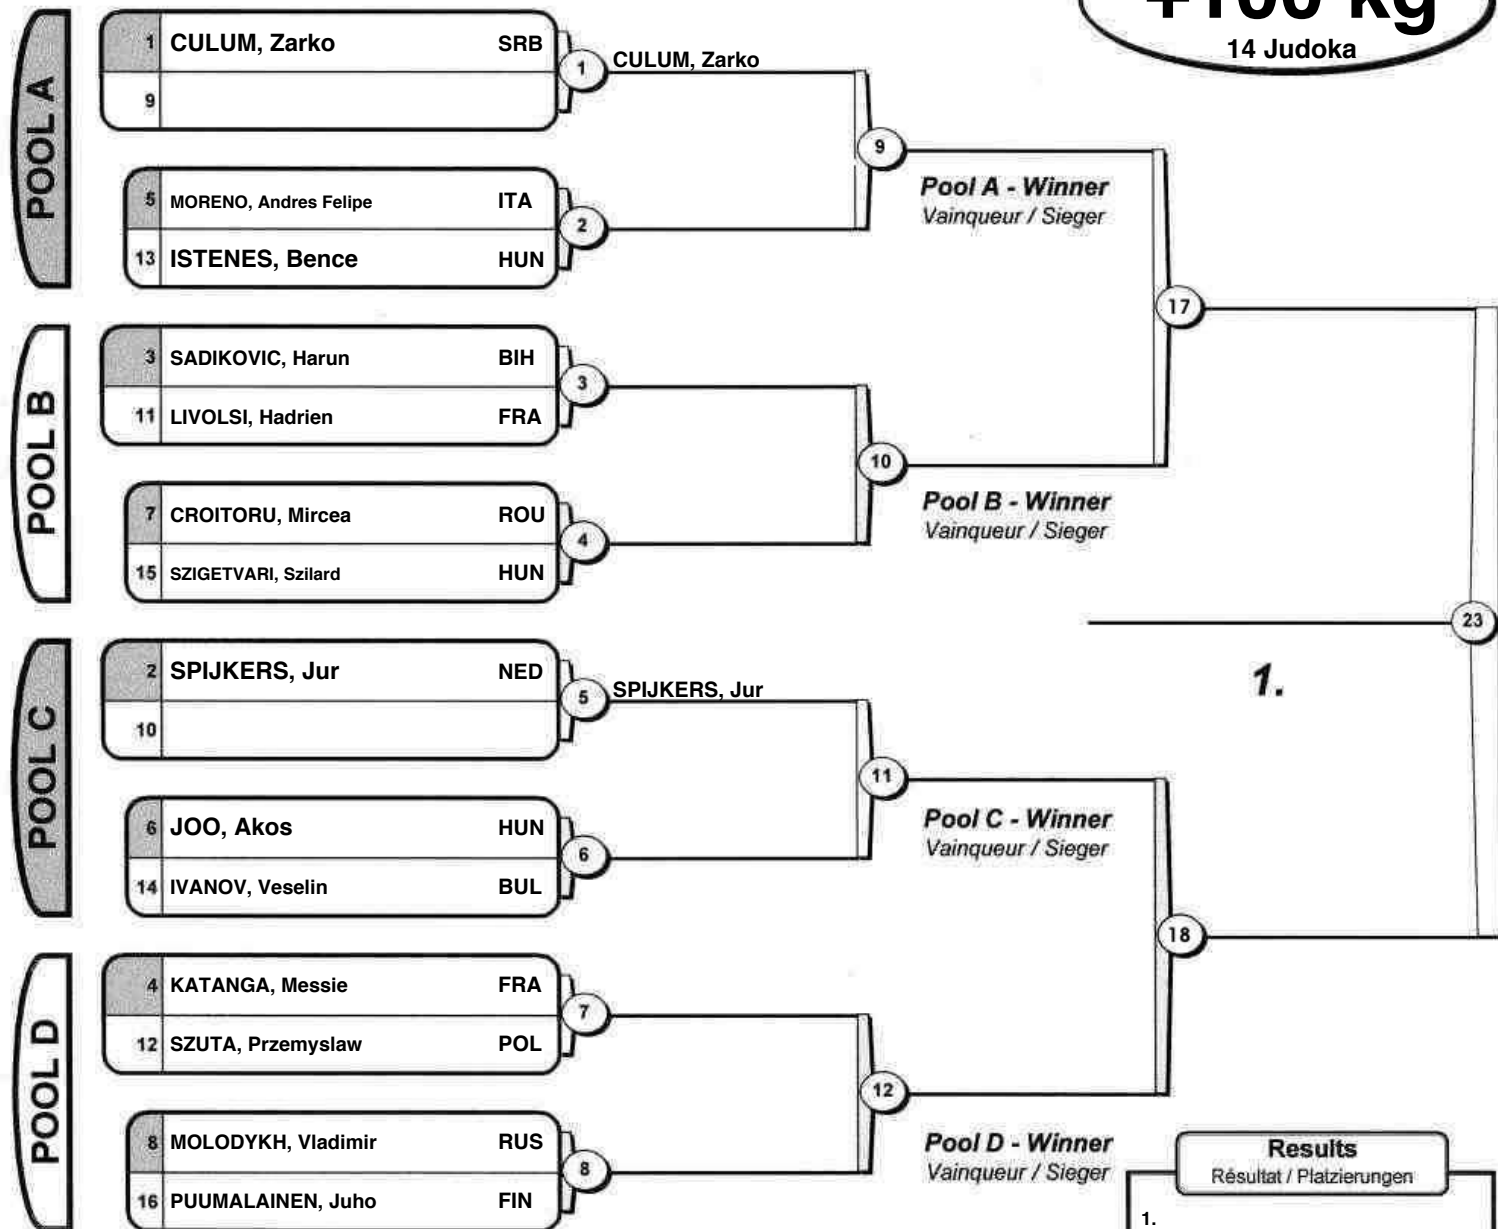 +100 kg
14 Judoka
POOL A
1 CULUM, Zarko SRB
9
1 CULUM, Zarko
5 MORENO, Andres Felipe ITA
13 ISTENES, Bence HUN
2
9
Pool A - Winner
Vainqueur / Sieger
POOL B
3 SADIKOVIC, Harun BIH
11 LIVOLSI, Hadrien FRA
3
7 CROITORU, Mircea ROU
15 SZIGETVARI, Szilard HUN
4
10
Pool B - Winner
Vainqueur / Sieger
17
POOL C
2 SPIJKERS, Jur NED
10
5 SPIJKERS, Jur
6 JOO, Akos HUN
14 IVANOV, Veselin BUL
6
11
Pool C - Winner
Vainqueur / Sieger
POOL D
4 KATANGA, Messie FRA
12 SZUTA, Przemyslaw POL
7
8 MOLODYKH, Vladimir RUS
16 PUUMALAINEN, Juho FIN
8
12
Pool D - Winner
Vainqueur / Sieger
18
23
1.
Results
Résultat / Platzierungen
1.